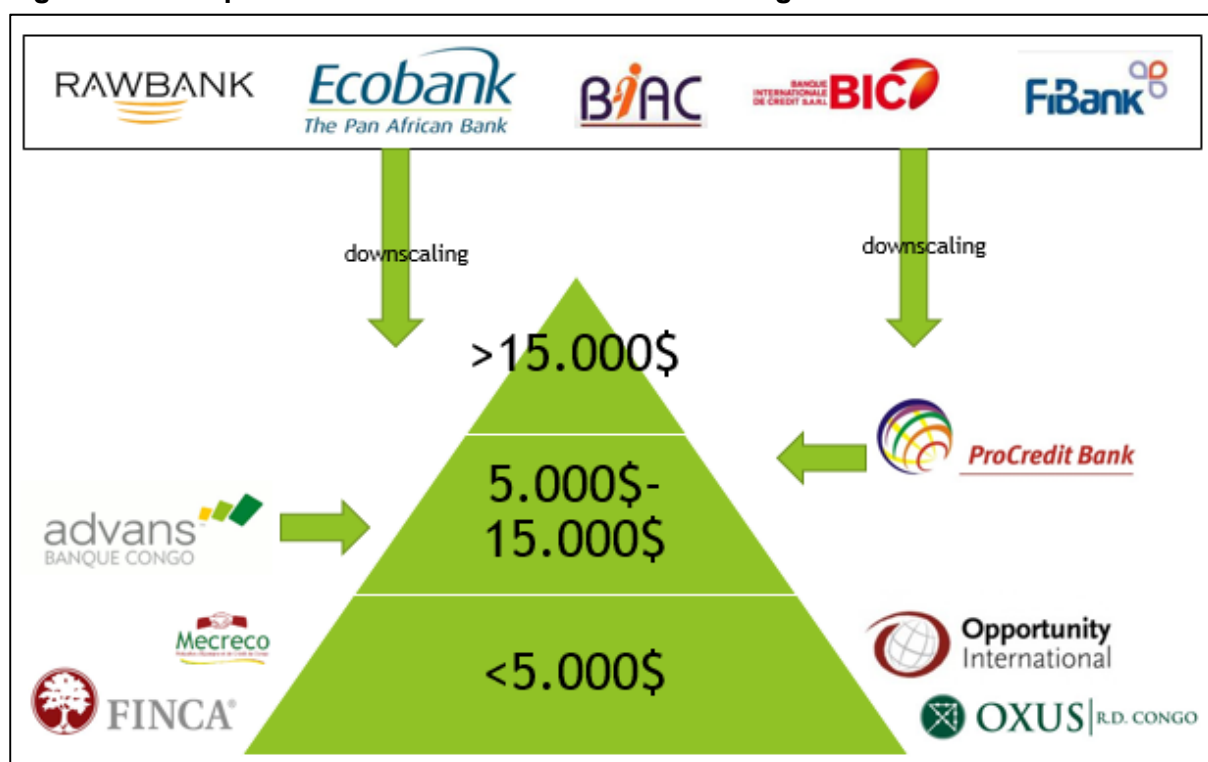 RAWBANK
Ecobank
The Pan African Bank
BIAC
BANQUE
INTERNATIONALE
DE CREDIT S.A.R.L
BIC
FiBank
downscaling
downscaling
>15.000$
ProCredit Bank
5.000$-
15.000$
advans
BANQUE CONGO
Mecreco
Opportunity
International
<5.000$
FINCA®
OXUS R.D. CONGO